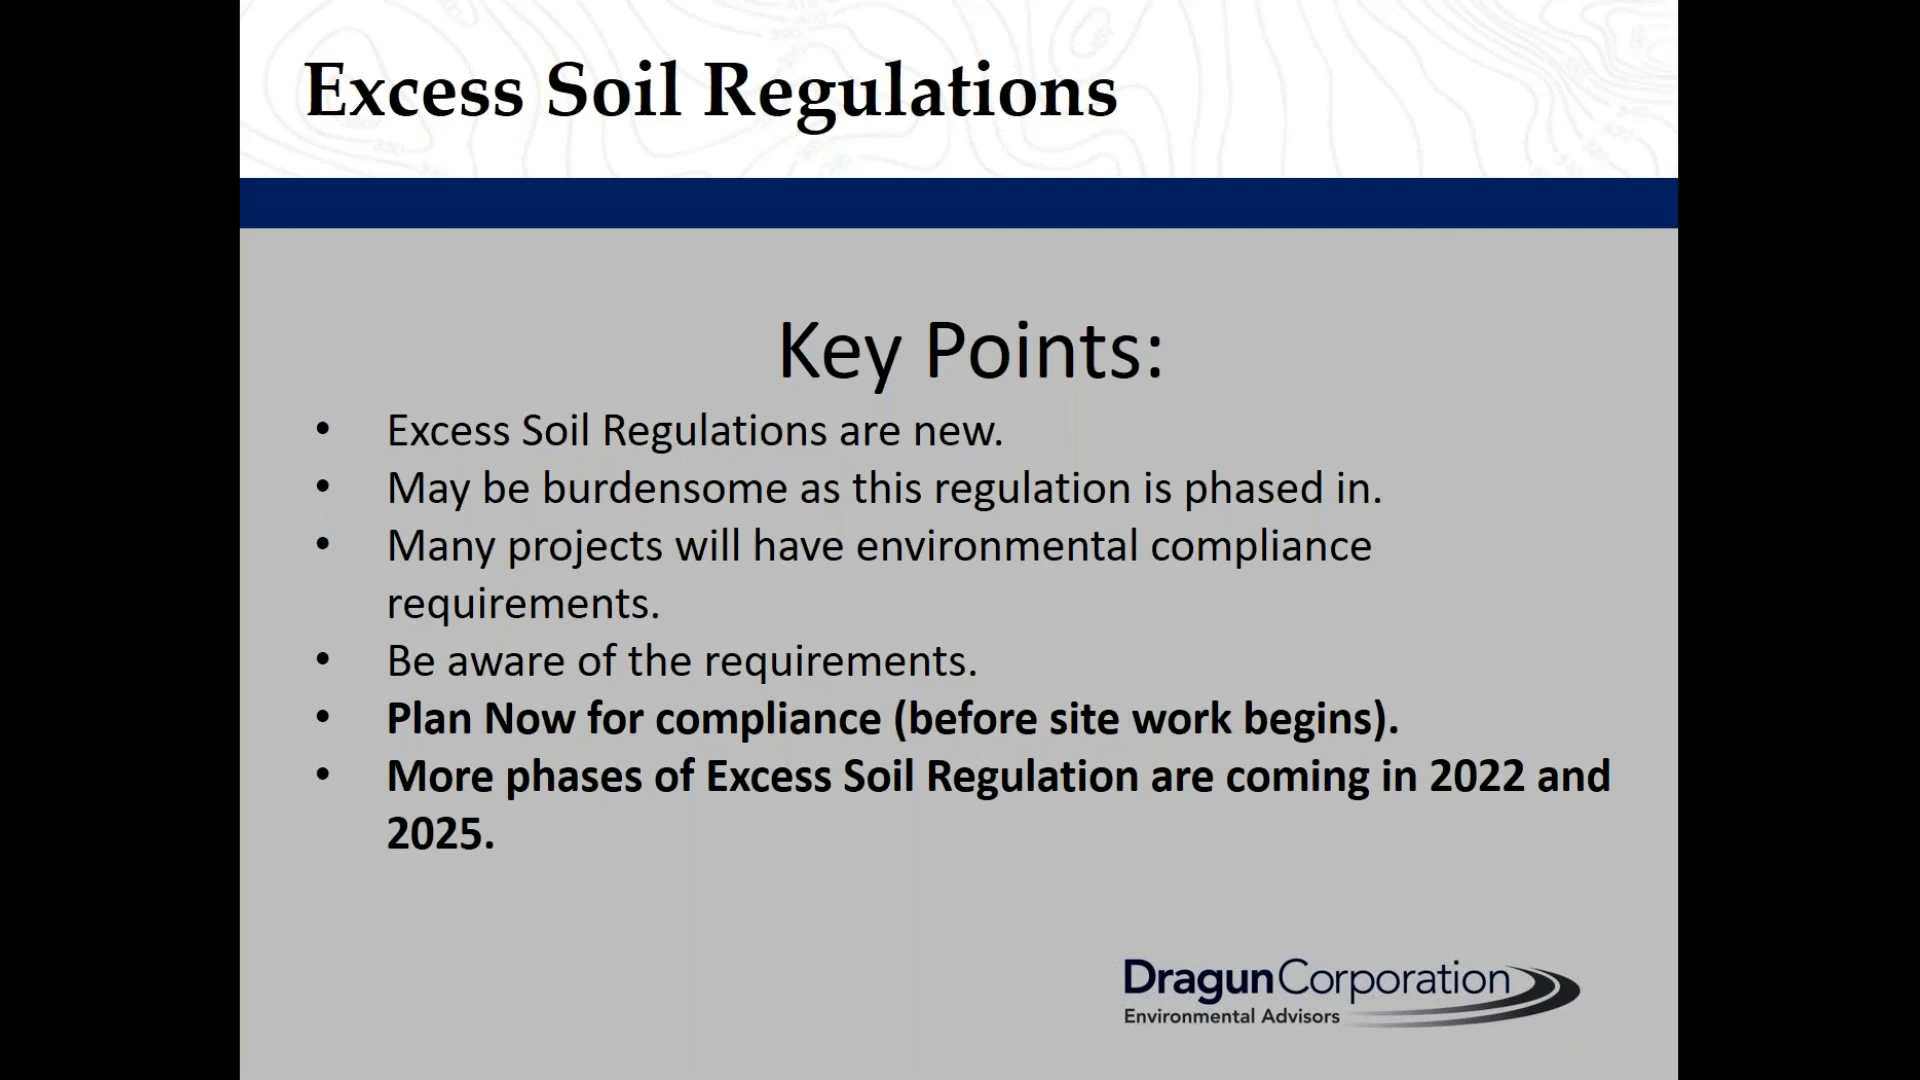 Excess Soil Regulations
Key Points:
• Excess Soil Regulations are new.
• May be burdensome as this regulation is phased in.
• Many projects will have environmental compliance
requirements.
• Be aware of the requirements.
• Plan Now for compliance (before site work begins).
• More phases of Excess Soil Regulation are coming in 2022 and
2025.
DragunCorporation
Environmental Advisors